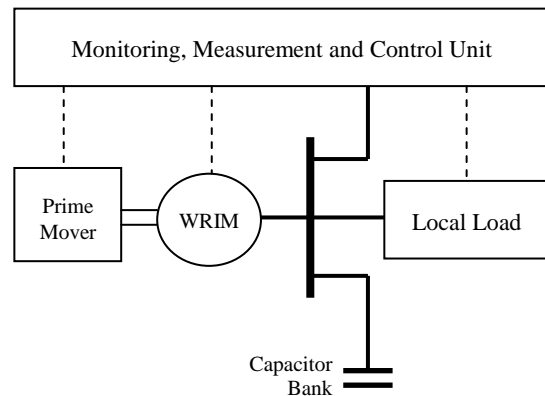 Monitoring, Measurement and Control Unit
Prime
Mover
WRIM
Local Load
Capacitor
Bank